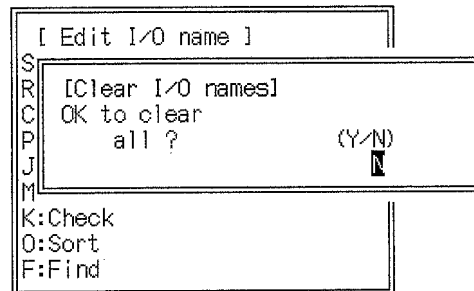 [ Edit I/O name ]
S
R
C
P
J
M
[Clear I/O names]
OK to clear
all ?
(Y/N)
N
K:Check
O:Sort
F:Find